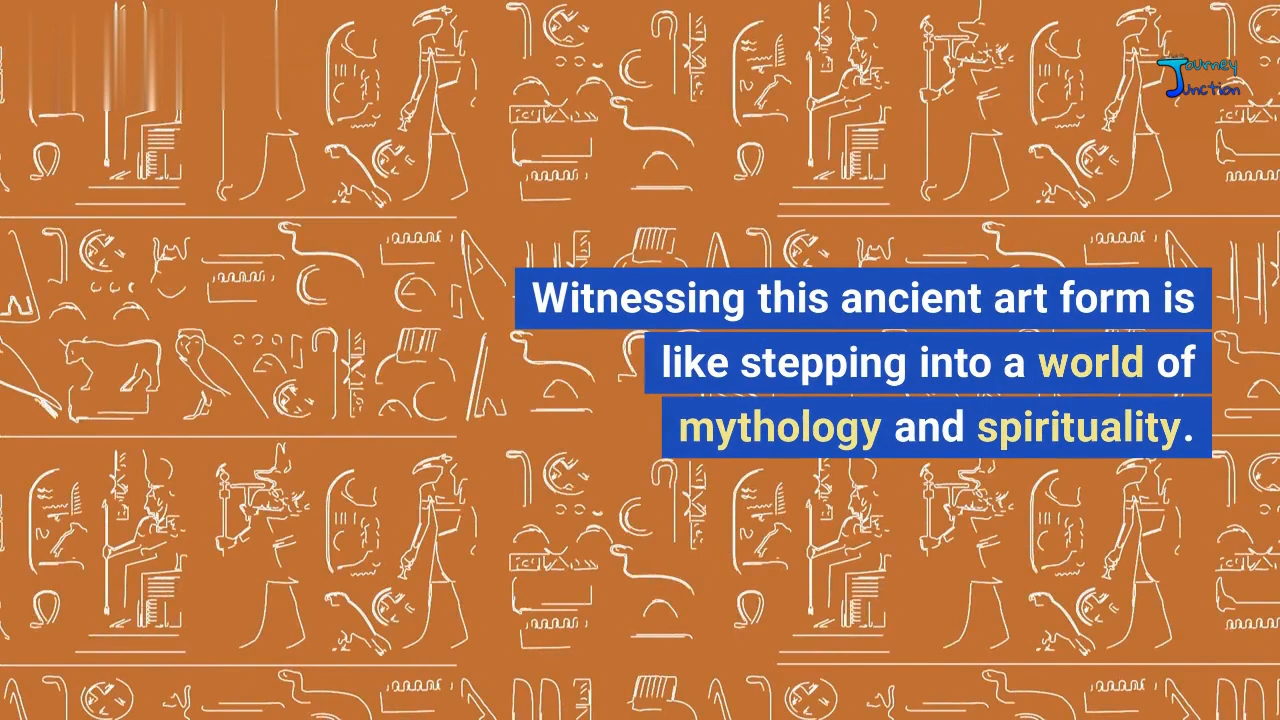 Journey
Junction
Witnessing this ancient art form is
like stepping into a world of
mythology and spirituality.